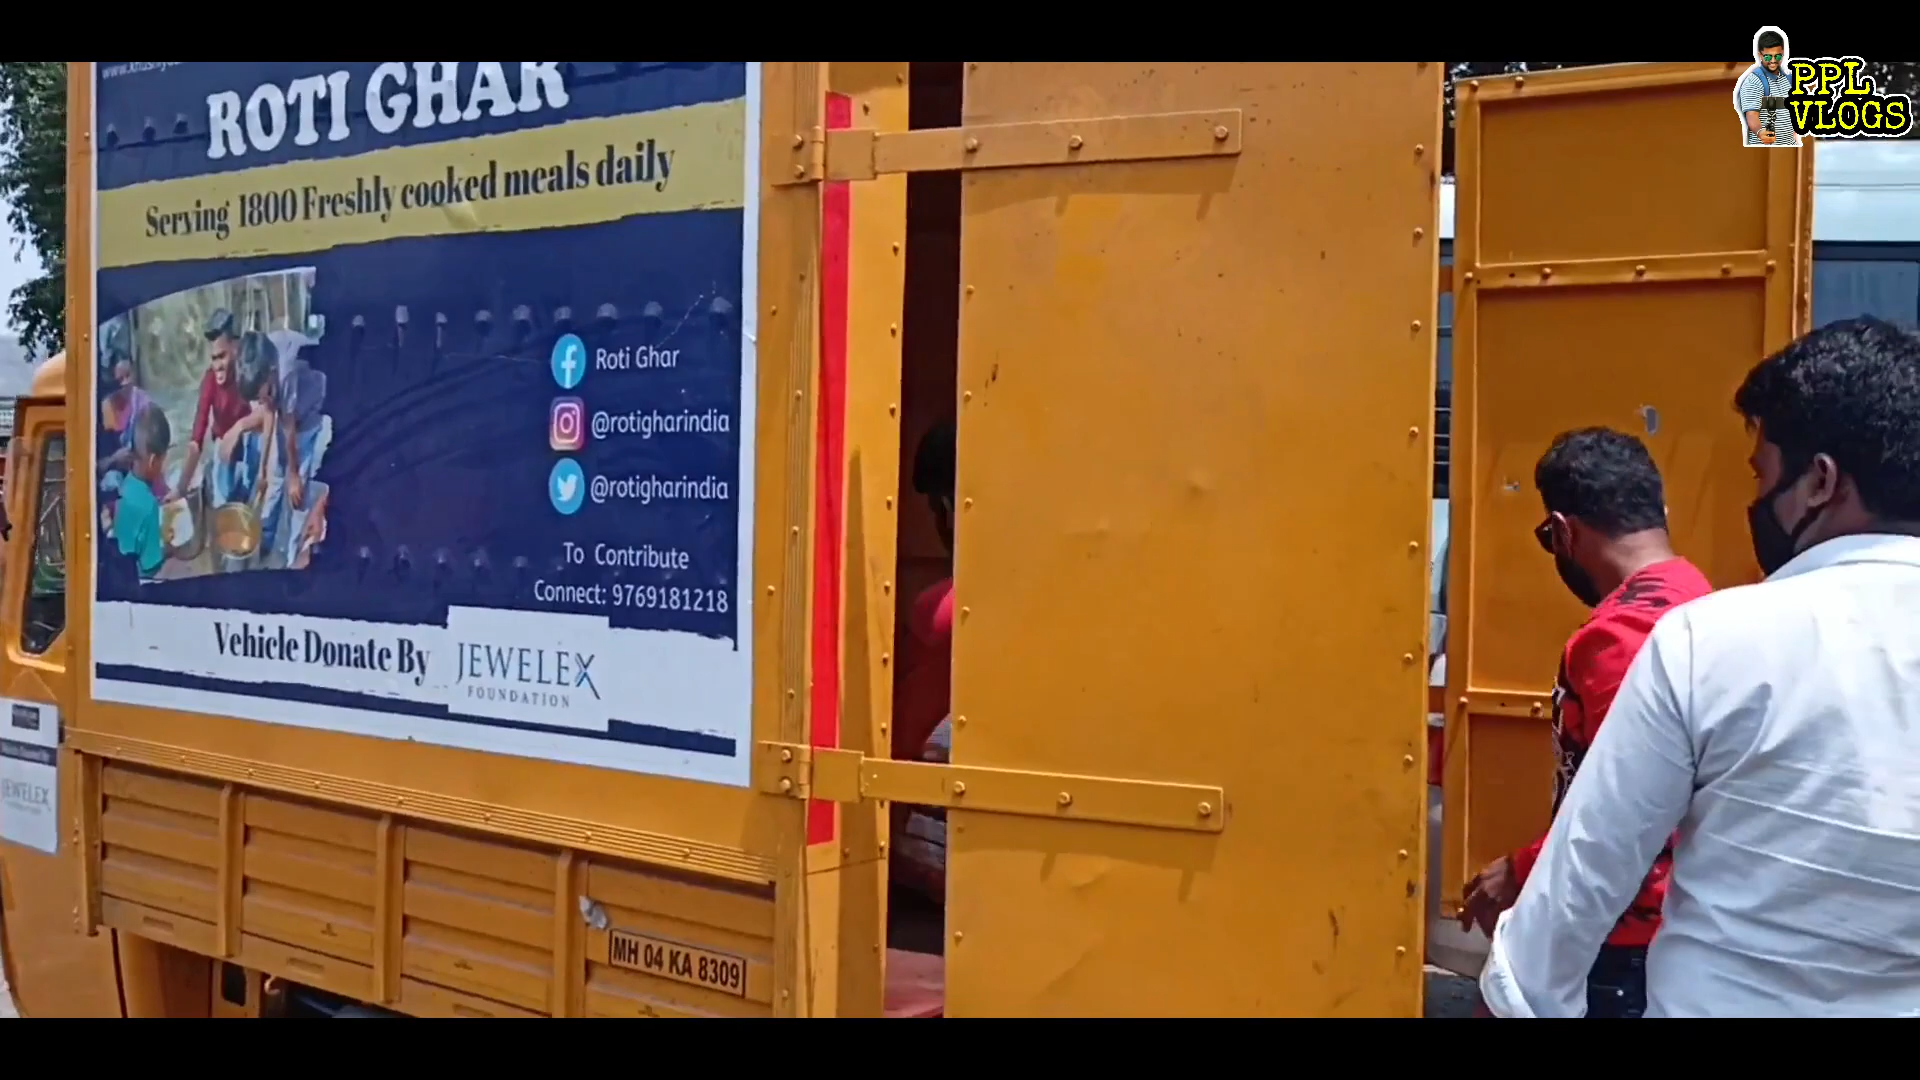 ROTI GHAR
Serving 1800 Freshly cooked meals daily
Roti Ghar
@rotigharindia
@rotigharindia
To Contribute
Connect: 9769181218
Vehicle Donate By
JEWELEX
FOUNDATION
JEWELEX
MH 04 KA 8309
PPL
VLOGS